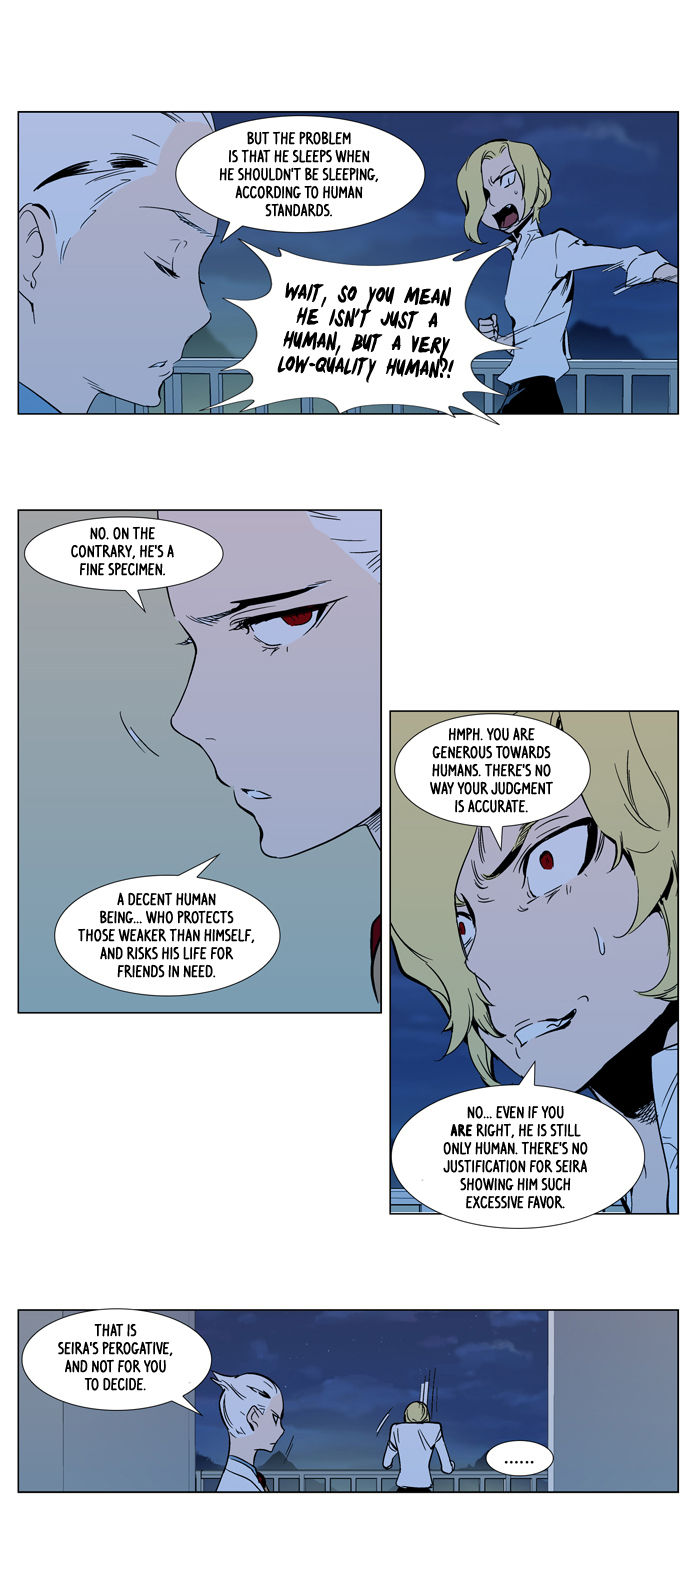 BUT THE PROBLEM
IS THAT HE SLEEPS WHEN
HE SHOULDN'T BE SLEEPING,
ACCORDING TO HUMAN
STANDARDS.
WAIT, SO YOU MEAN
HE ISN'T JUST A
HUMAN, BUT A VERY
LOW-QUALITY HUMAN?!
NO. ON THE
CONTRARY, HE'S A
FINE SPECIMEN.
HMPH. YOU ARE
GENEROUS TOWARDS
HUMANS. THERE'S NO
WAY YOUR JUDGMENT
IS ACCURATE.
A DECENT HUMAN
BEING... WHO PROTECTS
THOSE WEAKER THAN HIMSELF,
AND RISKS HIS LIFE FOR
FRIENDS IN NEED.
NO... EVEN IF YOU
ARE RIGHT, HE IS STILL
ONLY HUMAN. THERE'S NO
JUSTIFICATION FOR SEIRA
SHOWING HIM SUCH
EXCESSIVE FAVOR.
THAT IS
SEIRA'S PEROGATIVE,
AND NOT FOR YOU
TO DECIDE.
......